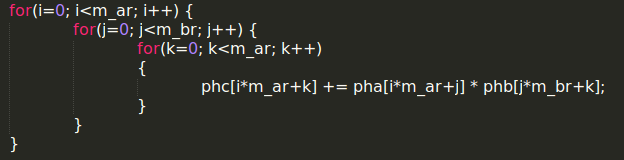 for(i=0; i<m_ar; i++) {
for(j=0; j<m_br; j++) {
for(k=0; k<m_ar; k++)
{
phc[i*m_ar+k] += pha[i*m_ar+j] * phb[j*m_br+k];
}
}
}